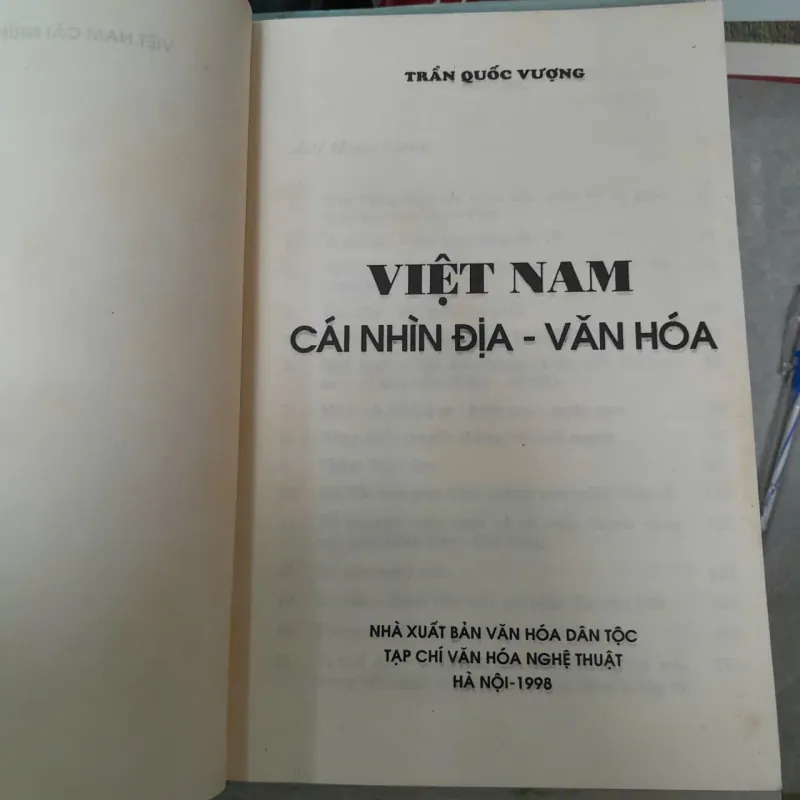 TRẦN QUỐC VƯỢNG
VIỆT NAM
CÁI NHÌN ĐỊA - VĂN HÓA
NHÀ XUẤT BẢN VĂN HÓA DÂN TỘC
TẠP CHÍ VĂN HÓA NGHỆ THUẬT
HÀ NỘI-1998